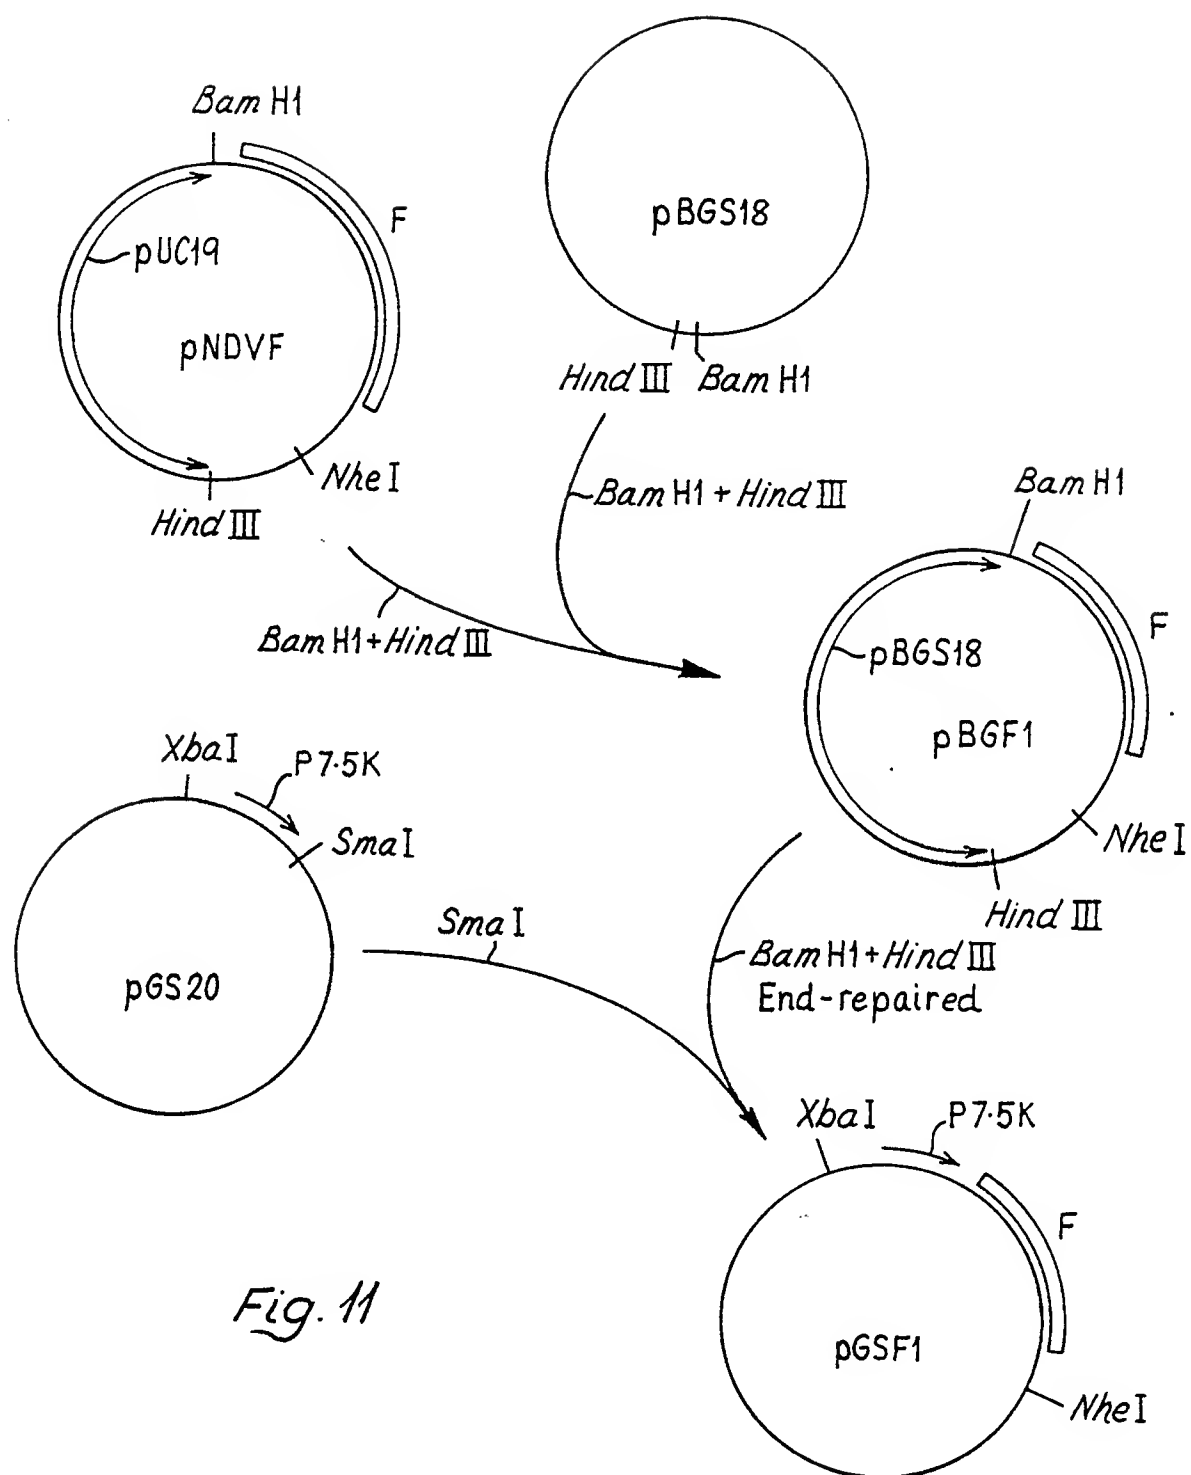 Bam H1
F
pUC19
pNDVF
Nhe I
Hind III
pBGS18
Hind III Bam H1
Bam H1 + Hind III
Bam H1+Hind III
Bam H1
F
pBGS18
pBGF1
Nhe I
Hind III
Xba I
P7·5K
Sma I
pGS20
Sma I
Bam H1+Hind III
End-repaired
Xba I
P7·5K
F
pGSF1
Nhe I
Fig. 11